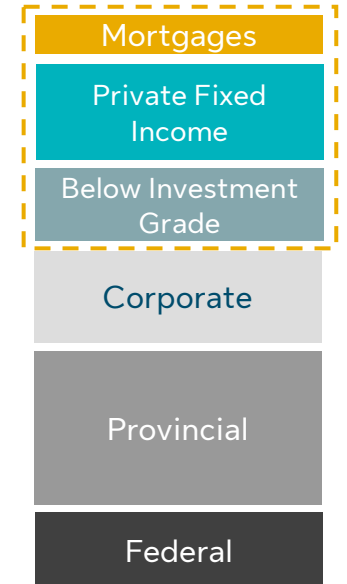 Mortgages
Private Fixed
Income
Below Investment
Grade
Corporate
Provincial
Federal